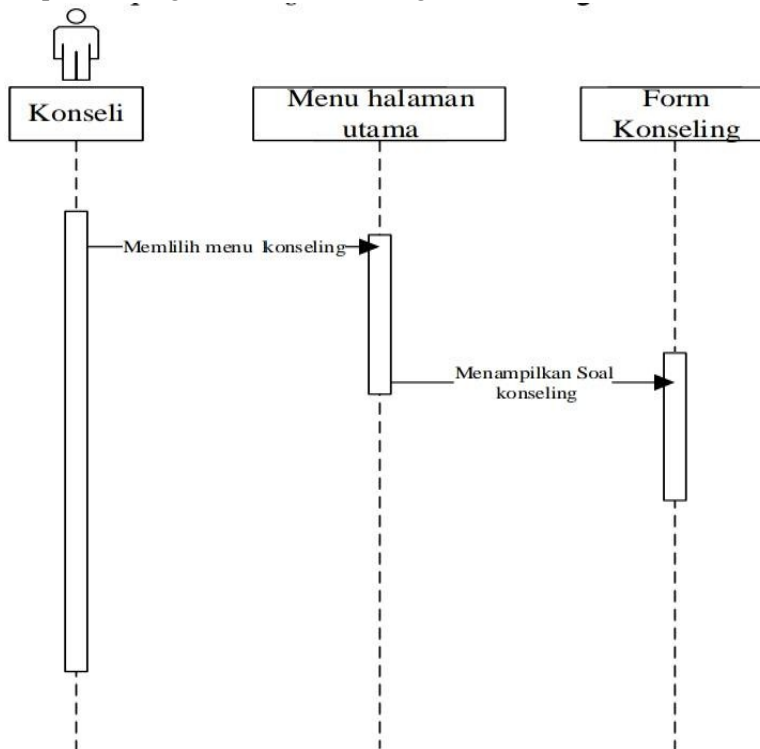 Konseli
Menu halaman
utama
Form
Konseling
Memlilih menu konseling
Menampilkan Soal
konseling